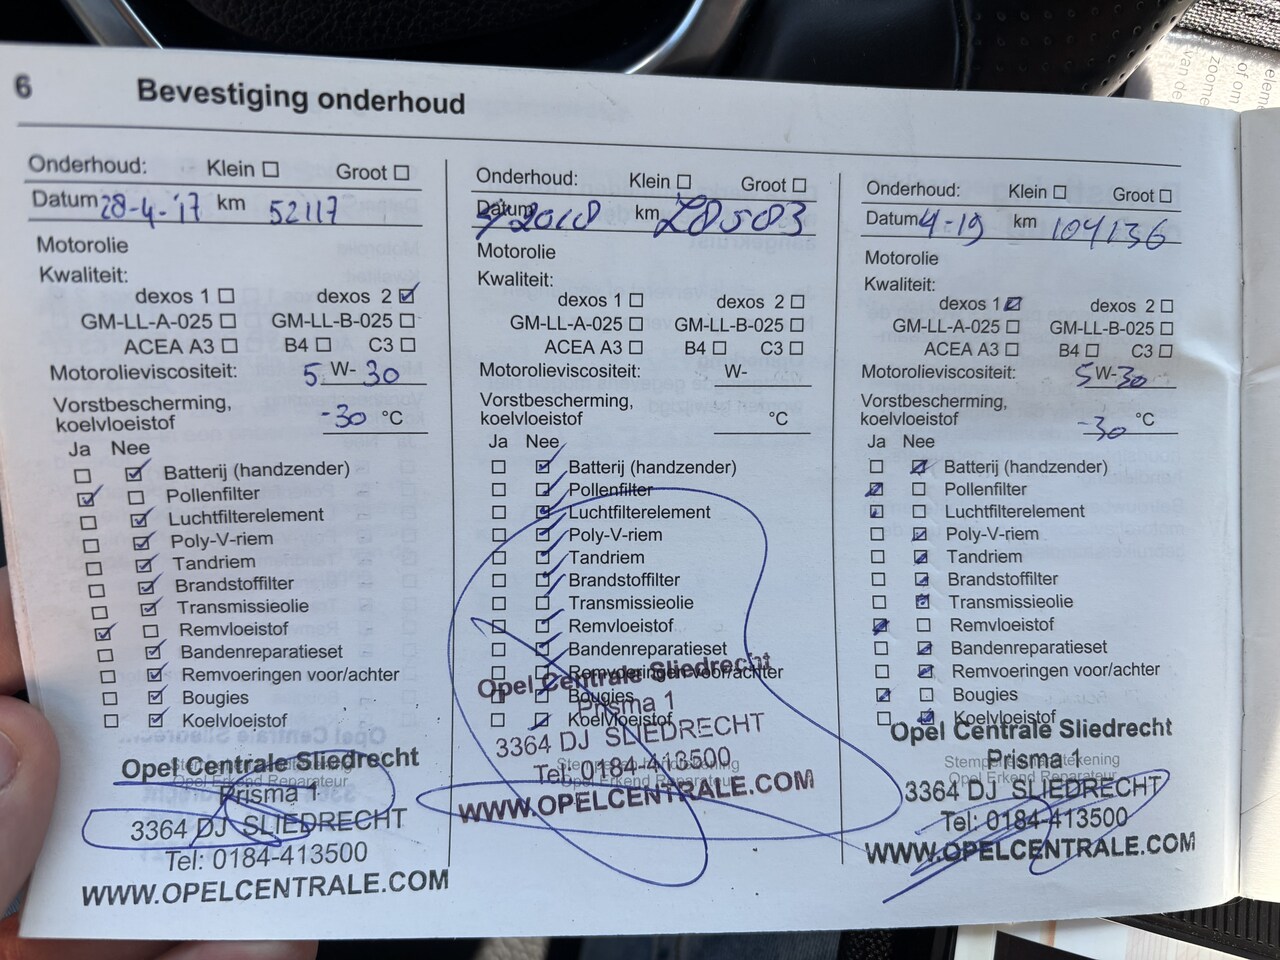 6 Bevestiging onderhoud
Onderhoud: Klein Groot
Datum 28-4-'17 km 52117
Motorolie
Kwaliteit:
dexos 1 dexos 2
GM-LL-A-025 GM-LL-B-025
ACEA A3 B4 C3
Motorolieviscositeit: 5 W- 30
Vorstbescherming,
koelvloeistof -30 °C
Ja Nee
Batterij (handzender)
Pollenfilter
Luchtfilterelement
Poly-V-riem
Tandriem
Brandstoffilter
Transmissieolie
Remvloeistof
Bandenreparatieset
Remvoeringen voor/achter
Bougies
Koelvloeistof
Opel Centrale Sliedrecht
Prisma 1
3364 DJ SLIEDRECHT
Tel: 0184-413500
WWW.OPELCENTRALE.COM
Onderhoud: Klein Groot
Datum 2018 km 78503
Motorolie
Kwaliteit:
dexos 1 dexos 2
GM-LL-A-025 GM-LL-B-025
ACEA A3 B4 C3
Motorolieviscositeit: W-
Vorstbescherming,
koelvloeistof °C
Ja Nee
Batterij (handzender)
Pollenfilter
Luchtfilterelement
Poly-V-riem
Tandriem
Brandstoffilter
Transmissieolie
Remvloeistof
Bandenreparatieset
Remvoeringen voor/achter
Opel Centrale Sliedrecht
Bougies
Prisma 1
Koelvloeistof
3364 DJ SLIEDRECHT
Tel: 0184-413500
Opel Erkend Reparateur
WWW.OPELCENTRALE.COM
Onderhoud: Klein Groot
Datum 4-19 km 104136
Motorolie
Kwaliteit:
dexos 1 dexos 2
GM-LL-A-025 GM-LL-B-025
ACEA A3 B4 C3
Motorolieviscositeit: 5 W-30
Vorstbescherming,
koelvloeistof -30 °C
Ja Nee
Batterij (handzender)
Pollenfilter
Luchtfilterelement
Poly-V-riem
Tandriem
Brandstoffilter
Transmissieolie
Remvloeistof
Bandenreparatieset
Remvoeringen voor/achter
Bougies
Koelvloeistof
Opel Centrale Sliedrecht
Prisma 1
Opel Erkend Reparateur
3364 DJ SLIEDRECHT
Tel: 0184-413500
WWW.OPELCENTRALE.COM